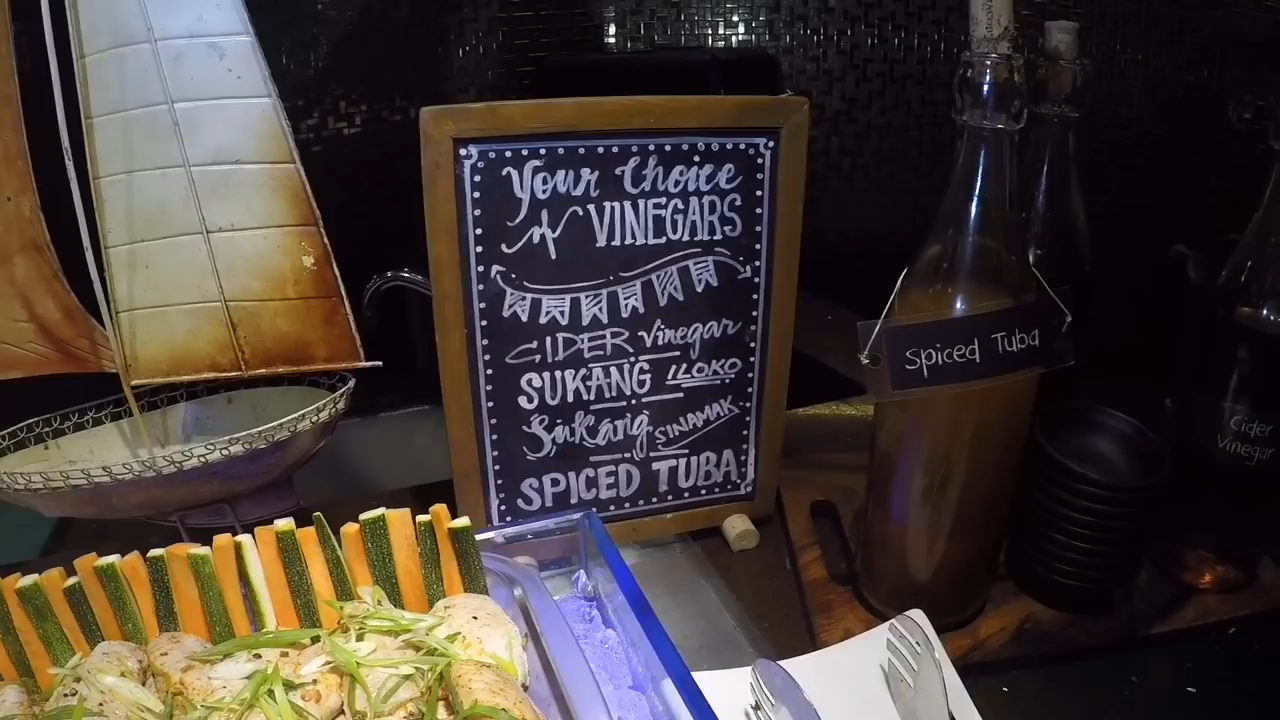 Your Choice
of VINEGARS
CIDER Vinegar
SUKANG ILOKO
Sukang SINAMAK
SPICED TUBA
Spiced Tuba
Cider
Vinegar